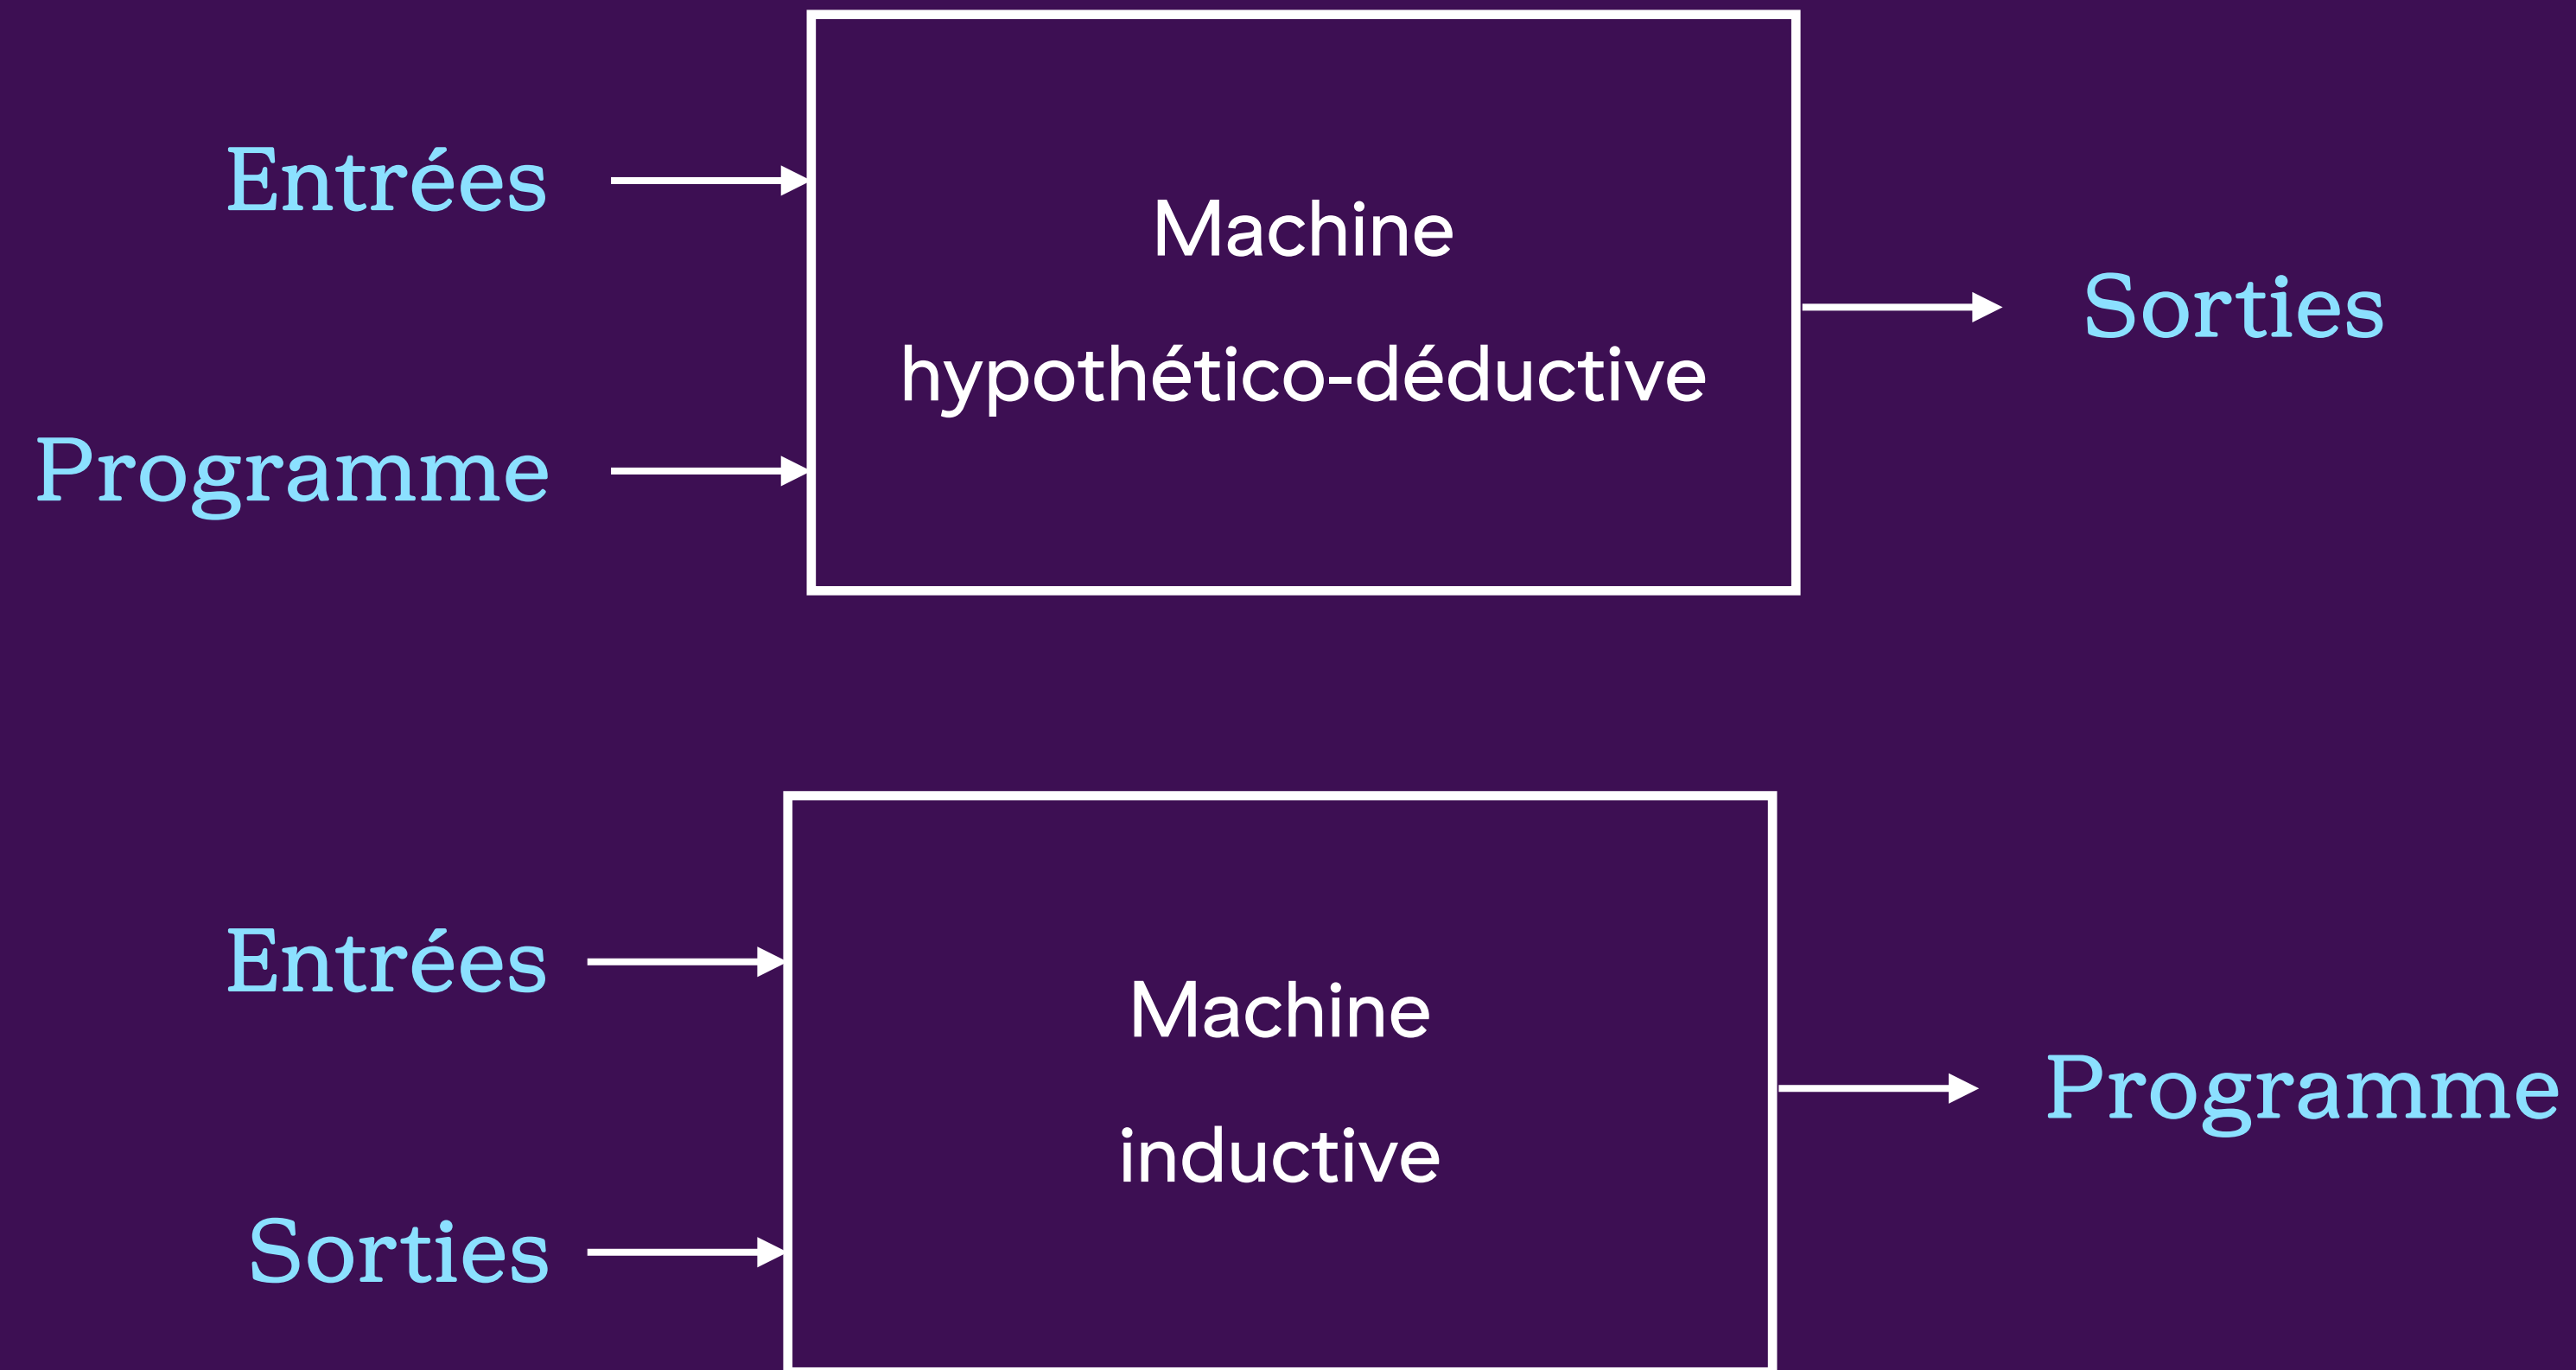 Entrées
Programme
Machine
hypothético-déductive
Sorties
Entrées
Sorties
Machine
inductive
Programme